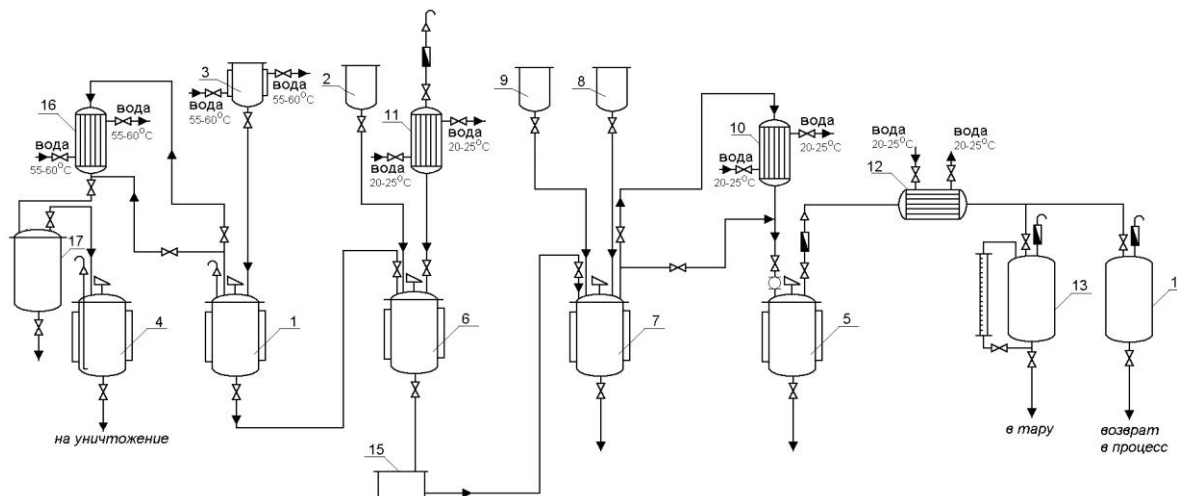 16
вода
55-60°C
вода
55-60°C
17
4
на уничтожение
3
вода
55-60°C
вода
55-60°C
1
2
11
вода
20-25°C
вода
20-25°C
6
15
9
8
7
10
вода
20-25°C
вода
20-25°C
5
вода
20-25°C
вода
20-25°C
12
13
в тару
1
возврат
в процесс